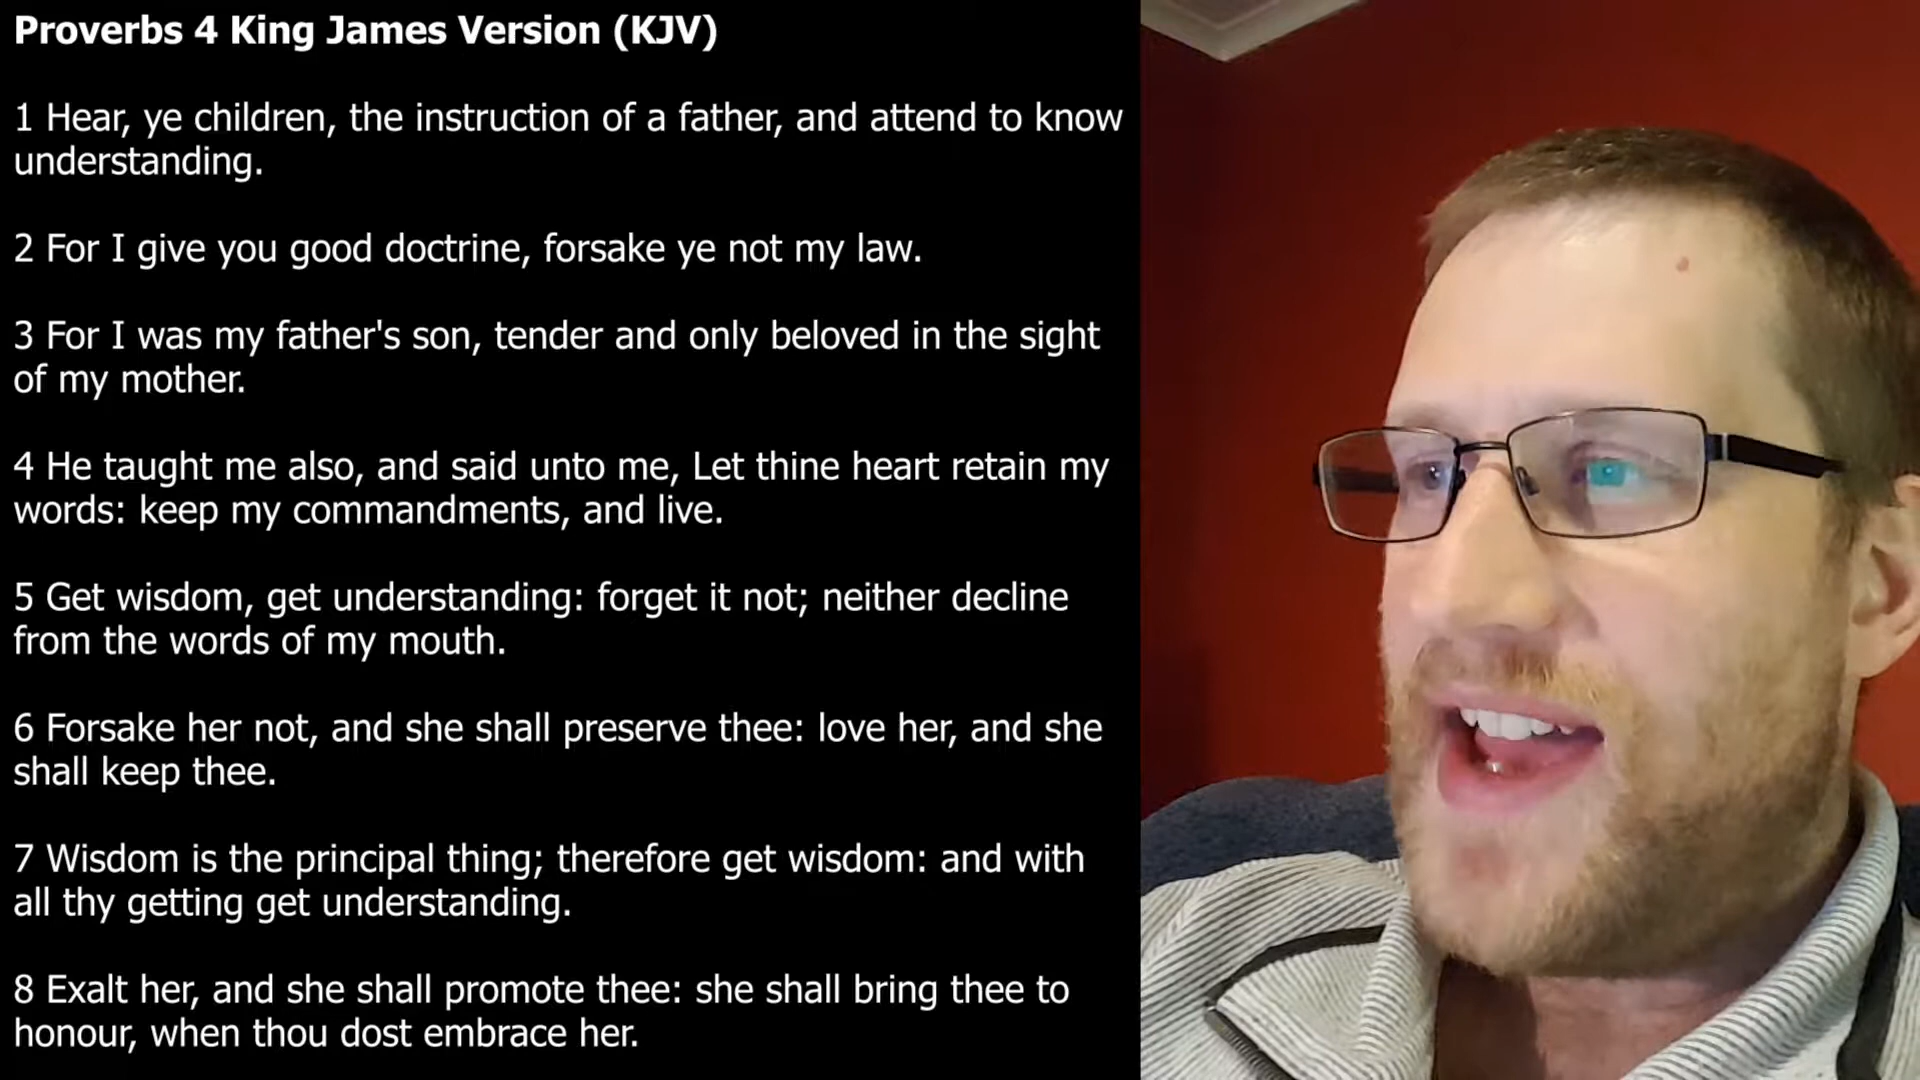 Proverbs 4 King James Version (KJV)
1 Hear, ye children, the instruction of a father, and attend to know
understanding.
2 For I give you good doctrine, forsake ye not my law.
3 For I was my father's son, tender and only beloved in the sight
of my mother.
4 He taught me also, and said unto me, Let thine heart retain my
words: keep my commandments, and live.
5 Get wisdom, get understanding: forget it not; neither decline
from the words of my mouth.
6 Forsake her not, and she shall preserve thee: love her, and she
shall keep thee.
7 Wisdom is the principal thing; therefore get wisdom: and with
all thy getting get understanding.
8 Exalt her, and she shall promote thee: she shall bring thee to
honour, when thou dost embrace her.